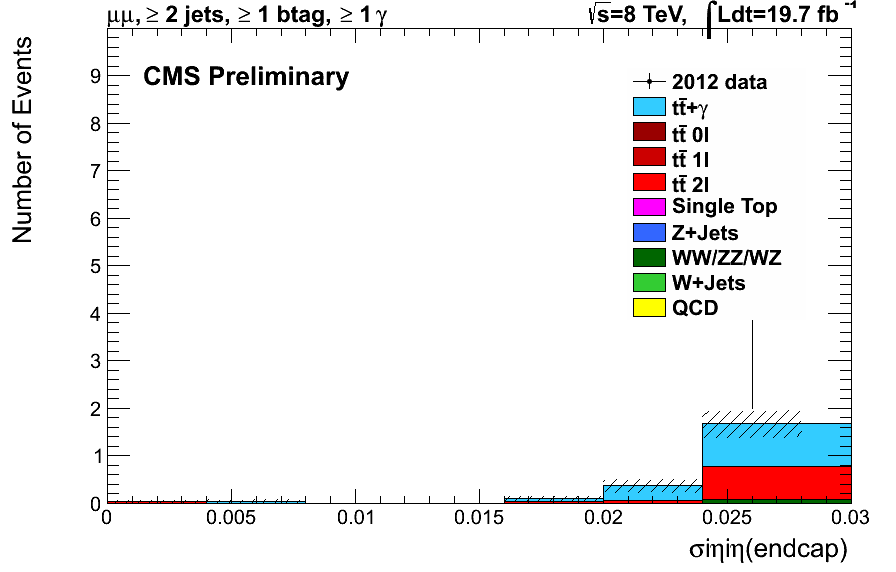 μμ, ≥ 2 jets, ≥ 1 btag, ≥ 1 γ
√s=8 TeV, ∫Ldt=19.7 fb⁻¹
CMS Preliminary
2012 data
tt̄+γ
tt̄ 0l
tt̄ 1l
tt̄ 2l
Single Top
Z+Jets
WW/ZZ/WZ
W+Jets
QCD
Number of Events
9
8
7
6
5
4
3
2
1
0
0 0.005 0.01 0.015 0.02 0.025 0.03
σiηiη(endcap)